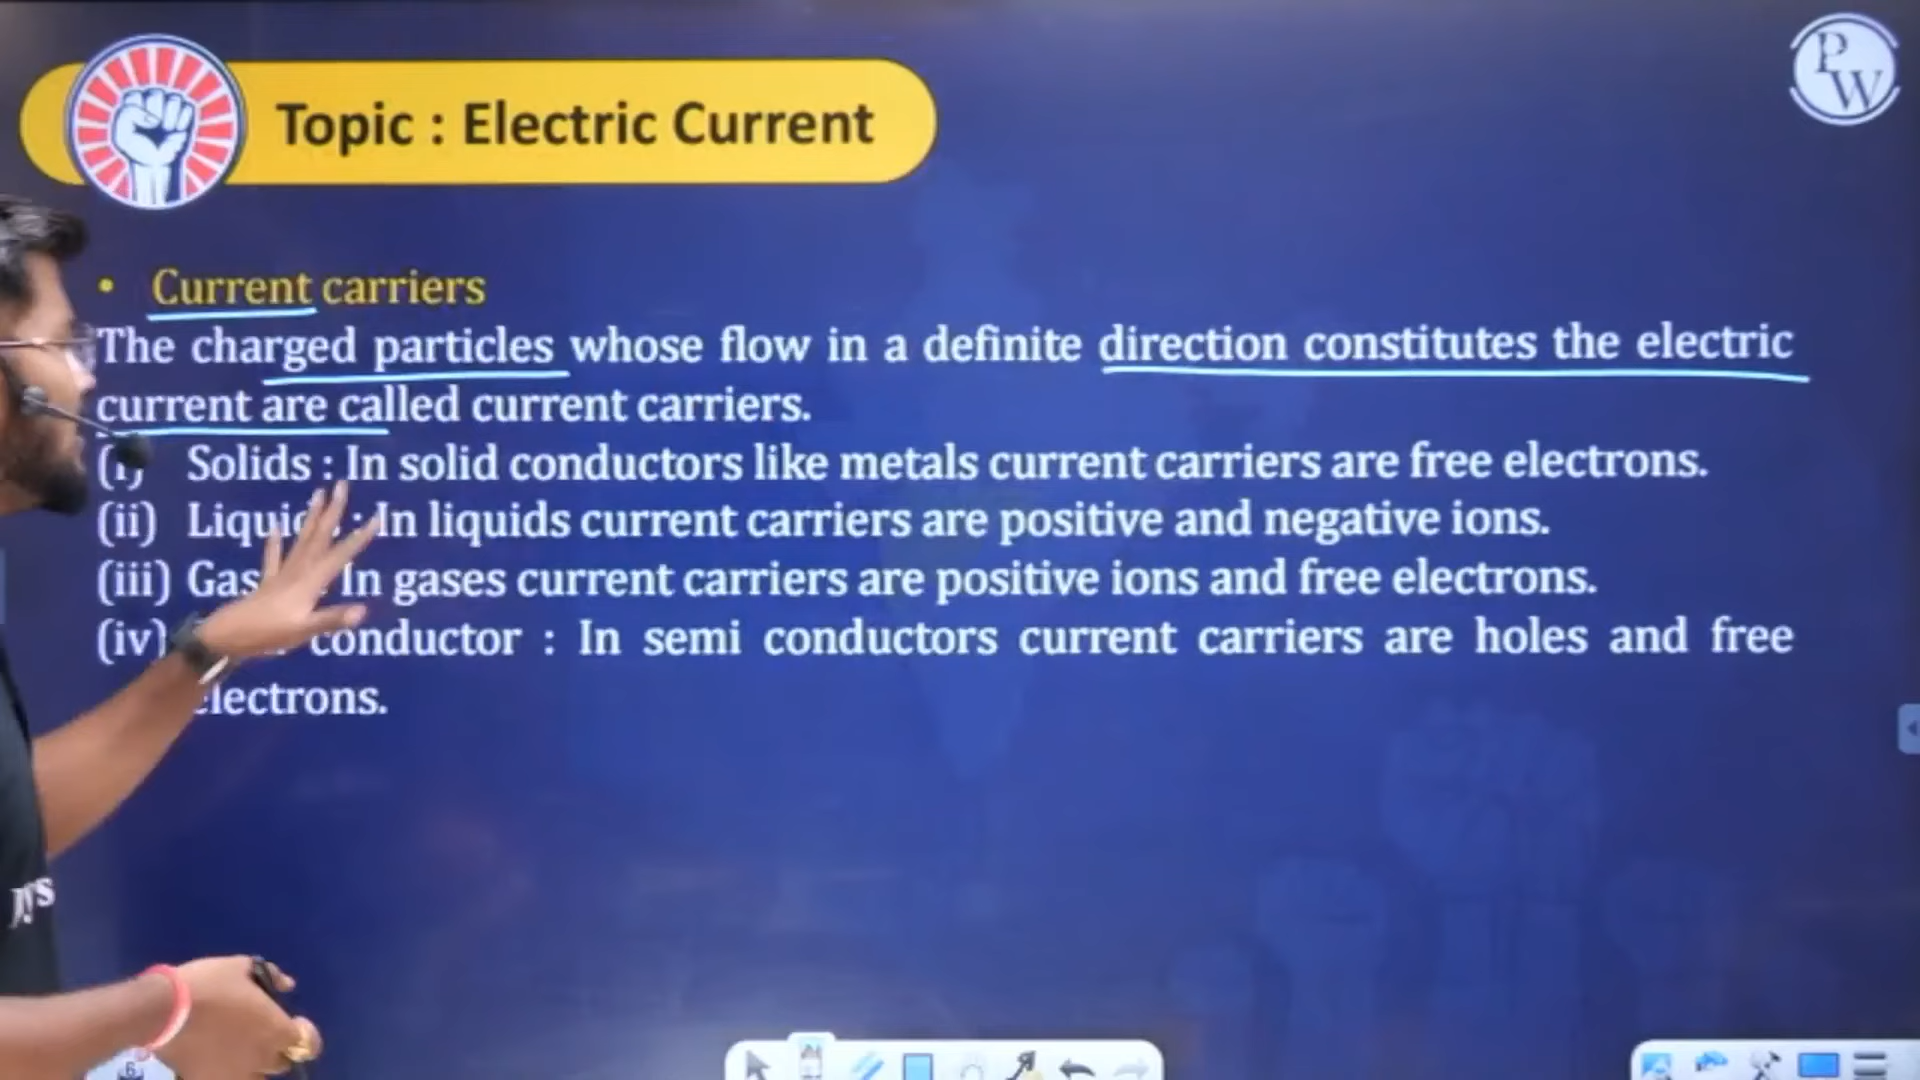 Topic : Electric Current
P
W
• Current carriers
The charged particles whose flow in a definite direction constitutes the electric
current are called current carriers.
(i) Solids : In solid conductors like metals current carriers are free electrons.
(ii) : In liquids current carriers are positive and negative ions.
(iii) In gases current carriers are positive ions and free electrons.
(iv) conductor : In semi conductors current carriers are holes and free
electrons.